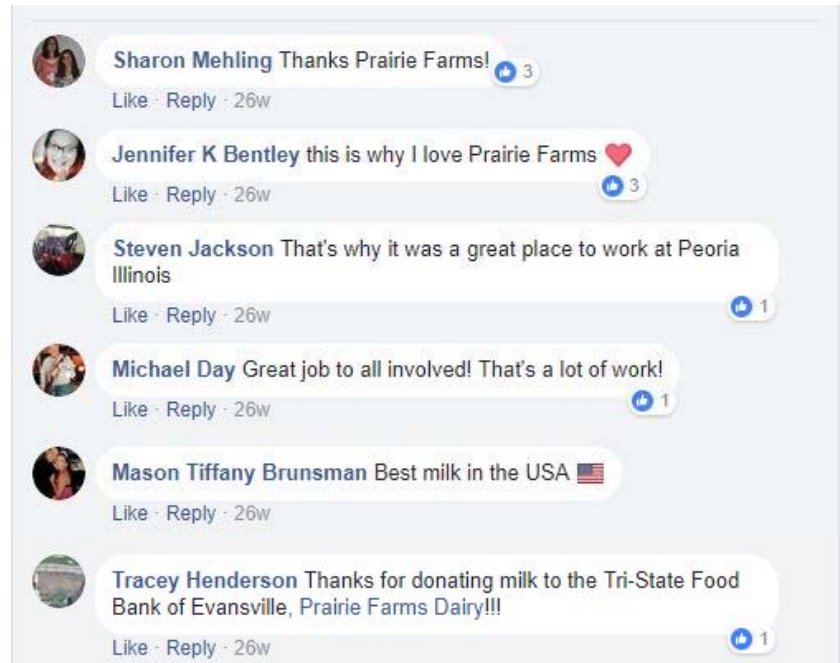 Sharon Mehling Thanks Prairie Farms!
3
Like · Reply · 26w
Jennifer K Bentley this is why I love Prairie Farms ❤
3
Like · Reply · 26w
Steven Jackson That's why it was a great place to work at Peoria
Illinois
1
Like · Reply · 26w
Michael Day Great job to all involved! That's a lot of work!
1
Like · Reply · 26w
Mason Tiffany Brunsman Best milk in the USA 🇺🇸
Like · Reply · 26w
Tracey Henderson Thanks for donating milk to the Tri-State Food
Bank of Evansville, Prairie Farms Dairy!!!
1
Like · Reply · 26w